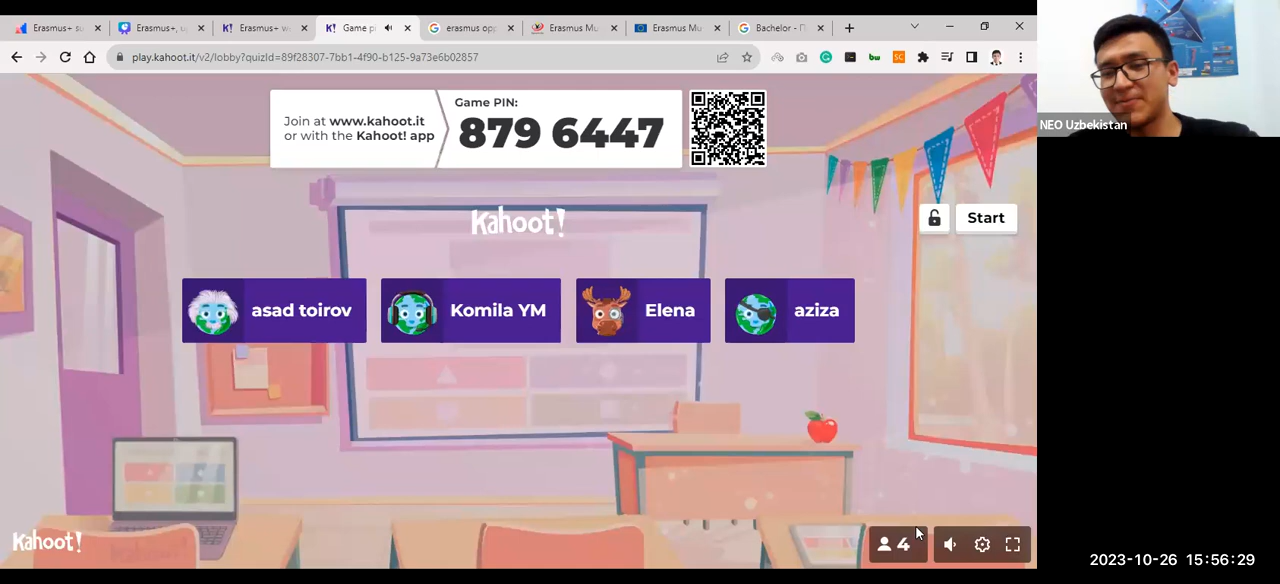 Erasmus+ su
Erasmus+, u
Erasmus+ w
Game p
erasmus opp
Erasmus Mu
Erasmus Mu
Bachelor - П
play.kahoot.it/v2/lobby?quizId=89f28307-7bb1-4f90-b125-9a73e6b02857
Join at www.kahoot.it
or with the Kahoot! app
Game PIN:
879 6447
NEO Uzbekistan
Kahoot!
Start
asad toirov
Komila YM
Elena
aziza
Kahoot!
4
2023-10-26 15:56:29